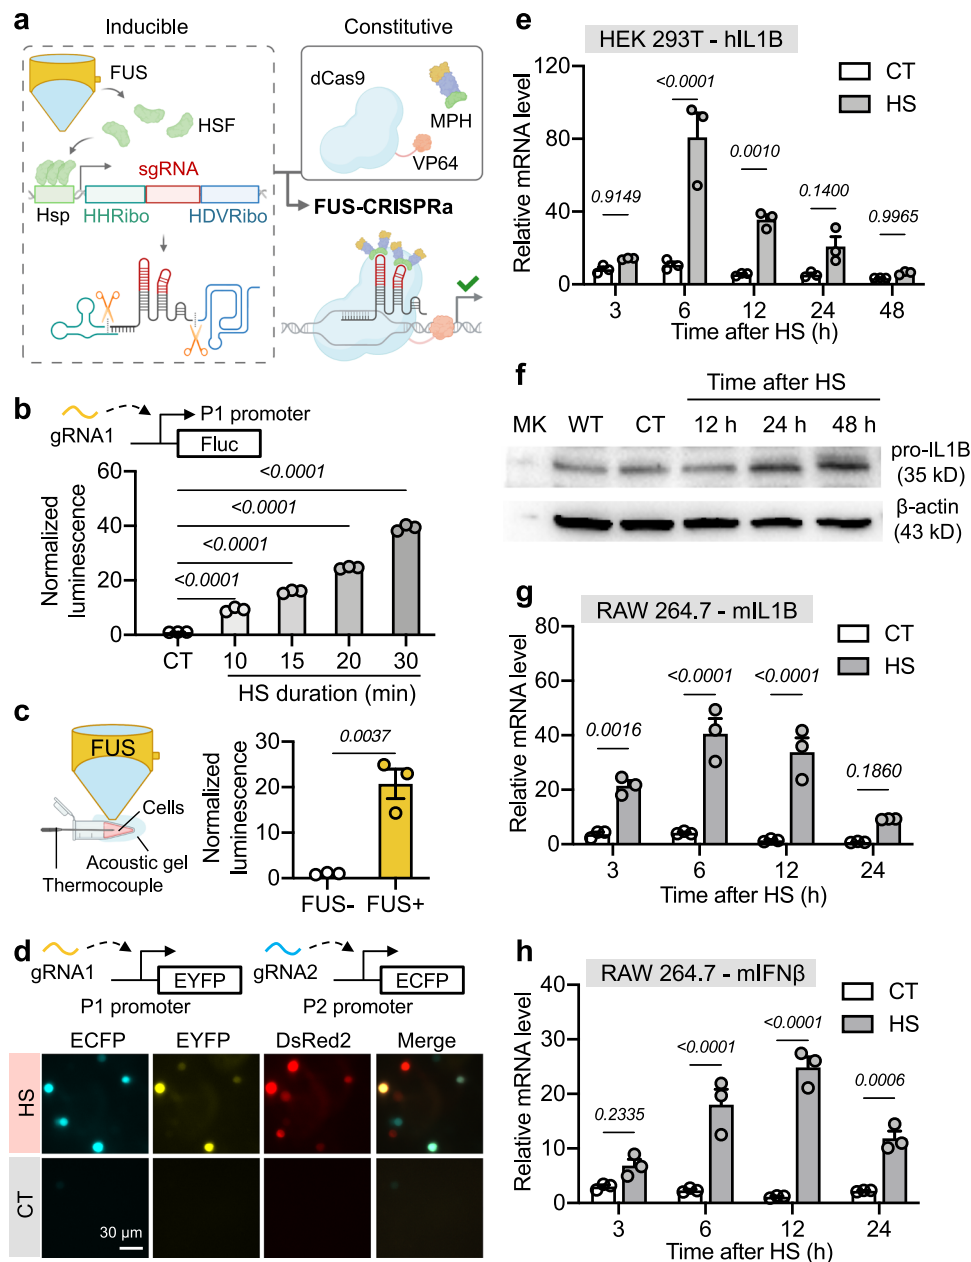 a
Inducible
Constitutive
FUS
HSF
dCas9
MPH
VP64
sgRNA
Hsp
HHRibo
HDVRibo
FUS-CRISPRa
b
gRNA1
P1 promoter
Fluc
Normalized
luminescence
60
40
20
0
<0.0001
<0.0001
<0.0001
<0.0001
CT
10
15
20
30
HS duration (min)
c
FUS
Cells
Acoustic gel
Thermocouple
Normalized
luminescence
30
20
10
0
0.0037
FUS-
FUS+
d
gRNA1
EYFP
P1 promoter
gRNA2
ECFP
P2 promoter
ECFP
EYFP
DsRed2
Merge
HS
CT
30 µm
e
HEK 293T - hIL1B
Relative mRNA level
120
80
40
0
CT
HS
0.9149
<0.0001
0.0010
0.1400
0.9965
3
6
12
24
48
Time after HS (h)
f
Time after HS
MK
WT
CT
12 h
24 h
48 h
pro-IL1B
(35 kD)
β-actin
(43 kD)
g
RAW 264.7 - mIL1B
Relative mRNA level
80
60
40
20
0
CT
HS
0.0016
<0.0001
<0.0001
0.1860
3
6
12
24
Time after HS (h)
h
RAW 264.7 - mIFNβ
Relative mRNA level
40
30
20
10
0
CT
HS
0.2335
<0.0001
<0.0001
0.0006
3
6
12
24
Time after HS (h)